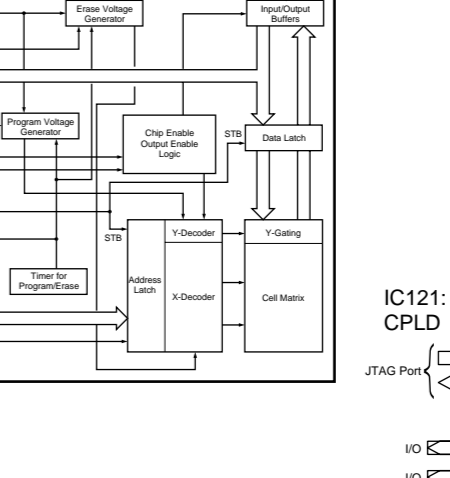 Erase Voltage
Generator
Input/Output
Buffers
Program Voltage
Generator
Chip Enable
Output Enable
Logic
STB
Data Latch
STB
Y-Decoder
Y-Gating
Timer for
Program/Erase
Address
Latch
X-Decoder
Cell Matrix
IC121:
CPLD
JTAG Port
I/O
I/O